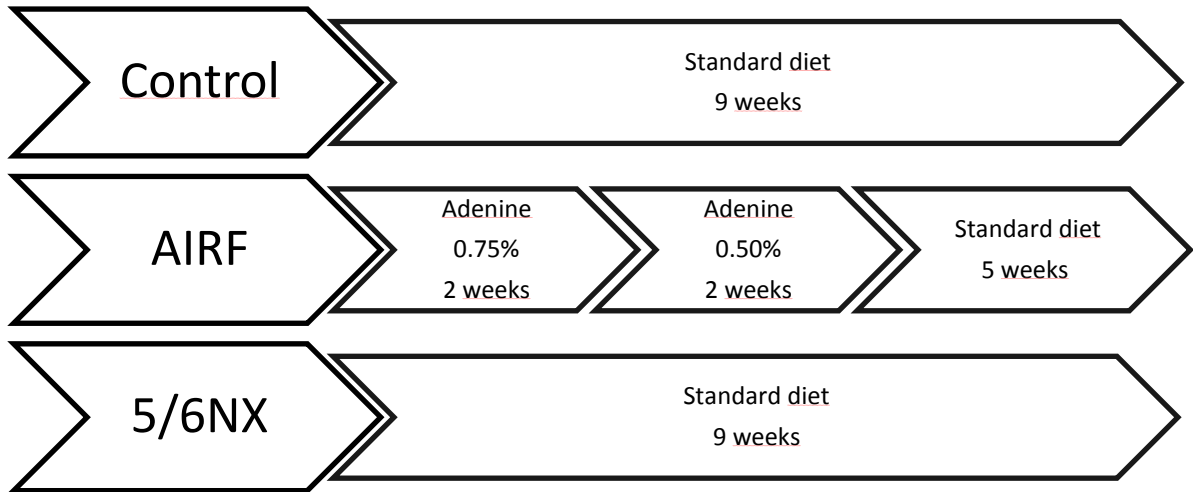 Control
Standard diet
9 weeks
AIRF
Adenine
0.75%
2 weeks
Adenine
0.50%
2 weeks
Standard diet
5 weeks
5/6NX
Standard diet
9 weeks